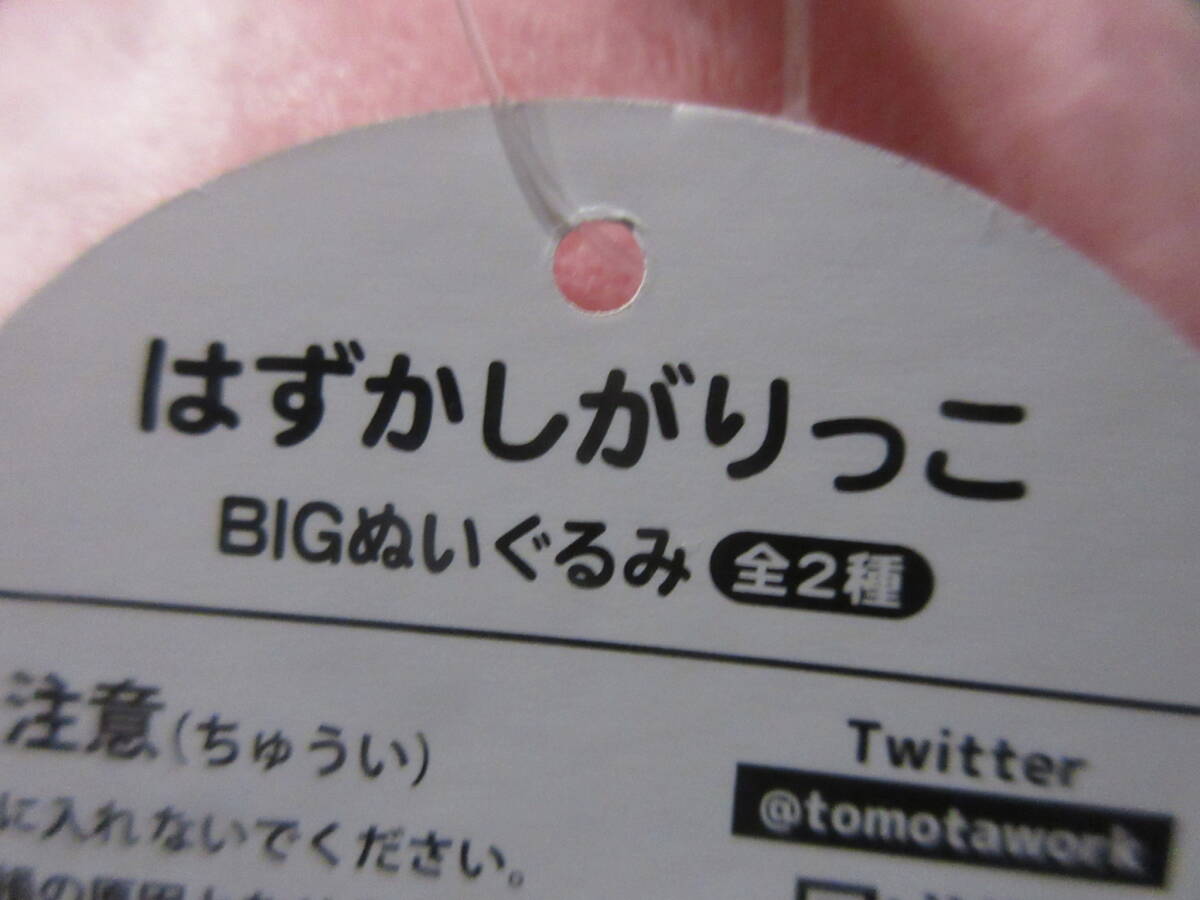 はずかしがりっこ
BIGぬいぐるみ 全2種
注意(ちゅうい)
に入れないでください。
Twitter
@tomotawork